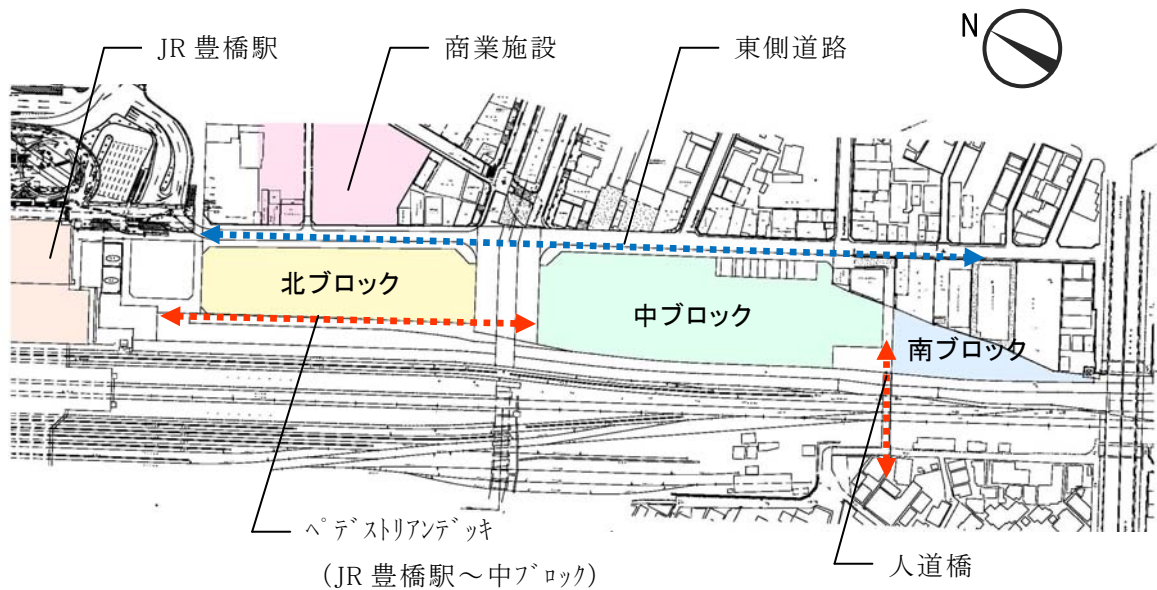 N
JR 豊橋駅
商業施設
東側道路
北ブロック
中ブロック
南ブロック
ペデストリアンデッキ
(JR 豊橋駅～中ブロック)
人道橋